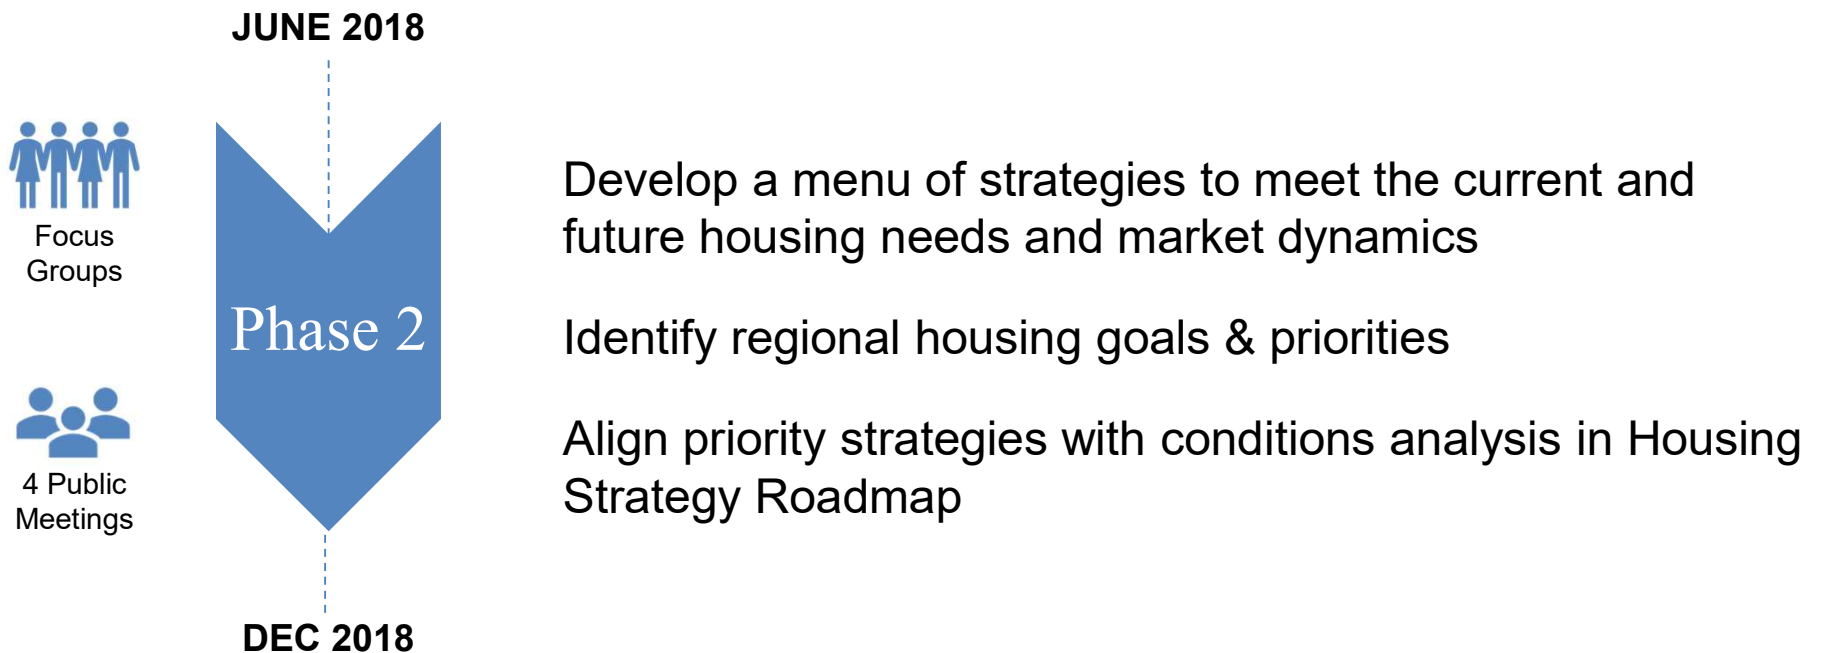 JUNE 2018
Focus
Groups
Phase 2
4 Public
Meetings
DEC 2018
Develop a menu of strategies to meet the current and
future housing needs and market dynamics
Identify regional housing goals & priorities
Align priority strategies with conditions analysis in Housing
Strategy Roadmap